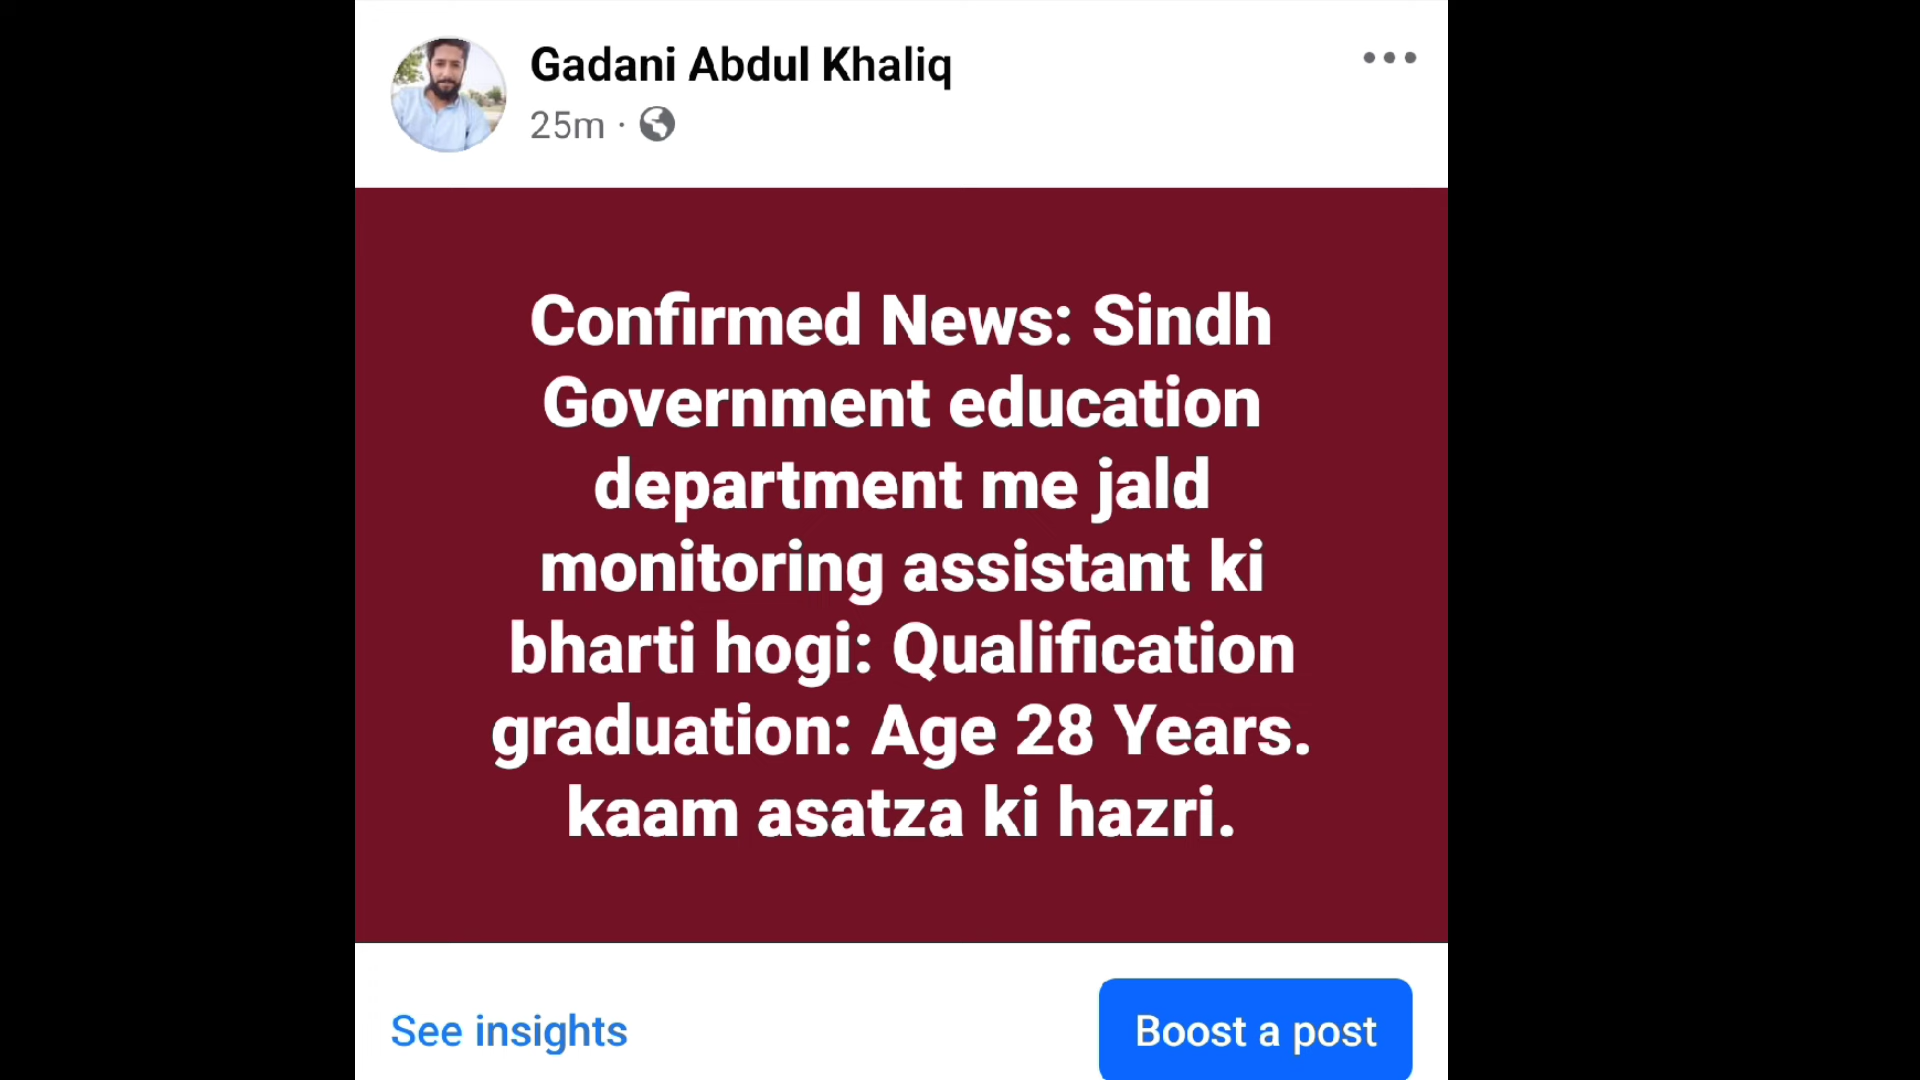 Gadani Abdul Khaliq
25m ·
Confirmed News: Sindh
Government education
department me jald
monitoring assistant ki
bharti hogi: Qualification
graduation: Age 28 Years.
kaam asatza ki hazri.
See insights
Boost a post